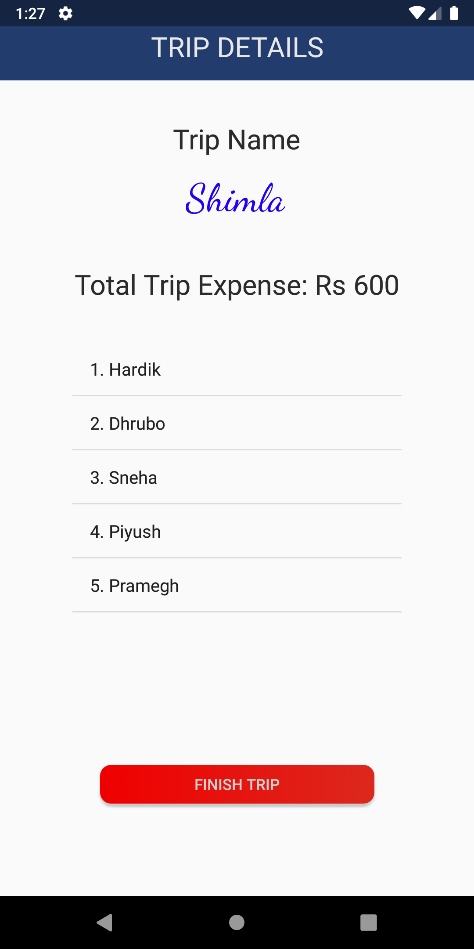 1:27
TRIP DETAILS
Trip Name
Shimla
Total Trip Expense: Rs 600
1. Hardik
2. Dhrubo
3. Sneha
4. Piyush
5. Pramegh
FINISH TRIP